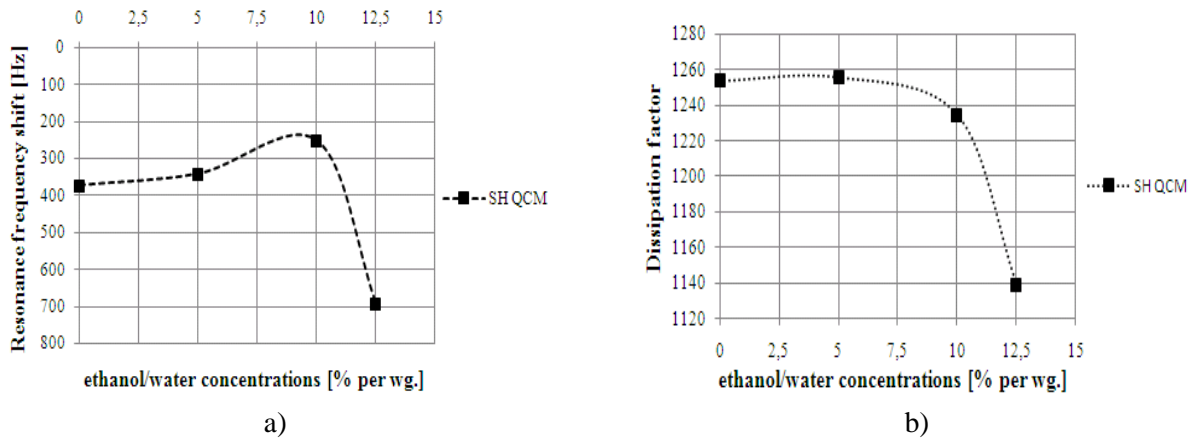 0 2,5 5 7,5 10 12,5 15
Resonance frequency shift [Hz]
0
100
200
300
400
500
600
700
800
SH QCM
ethanol/water concentrations [% per wg.]
a)
Dissipation factor
1280
1260
1240
1220
1200
1180
1160
1140
1120
SH QCM
0 2,5 5 7,5 10 12,5 15
ethanol/water concentrations [% per wg.]
b)